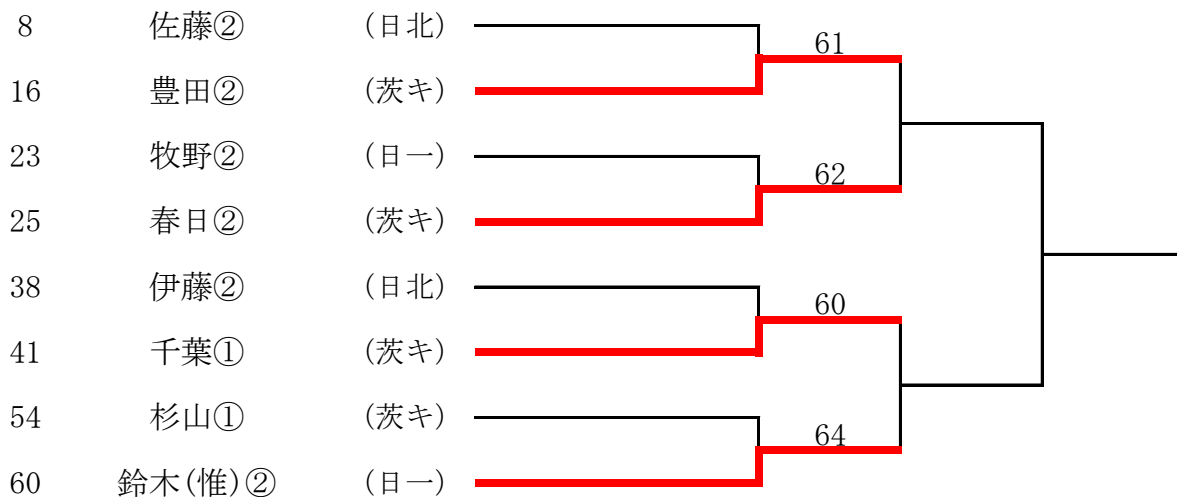 8 佐藤② (日北)
61
16 豊田② (茨キ)
23 牧野② (日一)
62
25 春日② (茨キ)
38 伊藤② (日北)
60
41 千葉① (茨キ)
54 杉山① (茨キ)
64
60 鈴木(惟)② (日一)